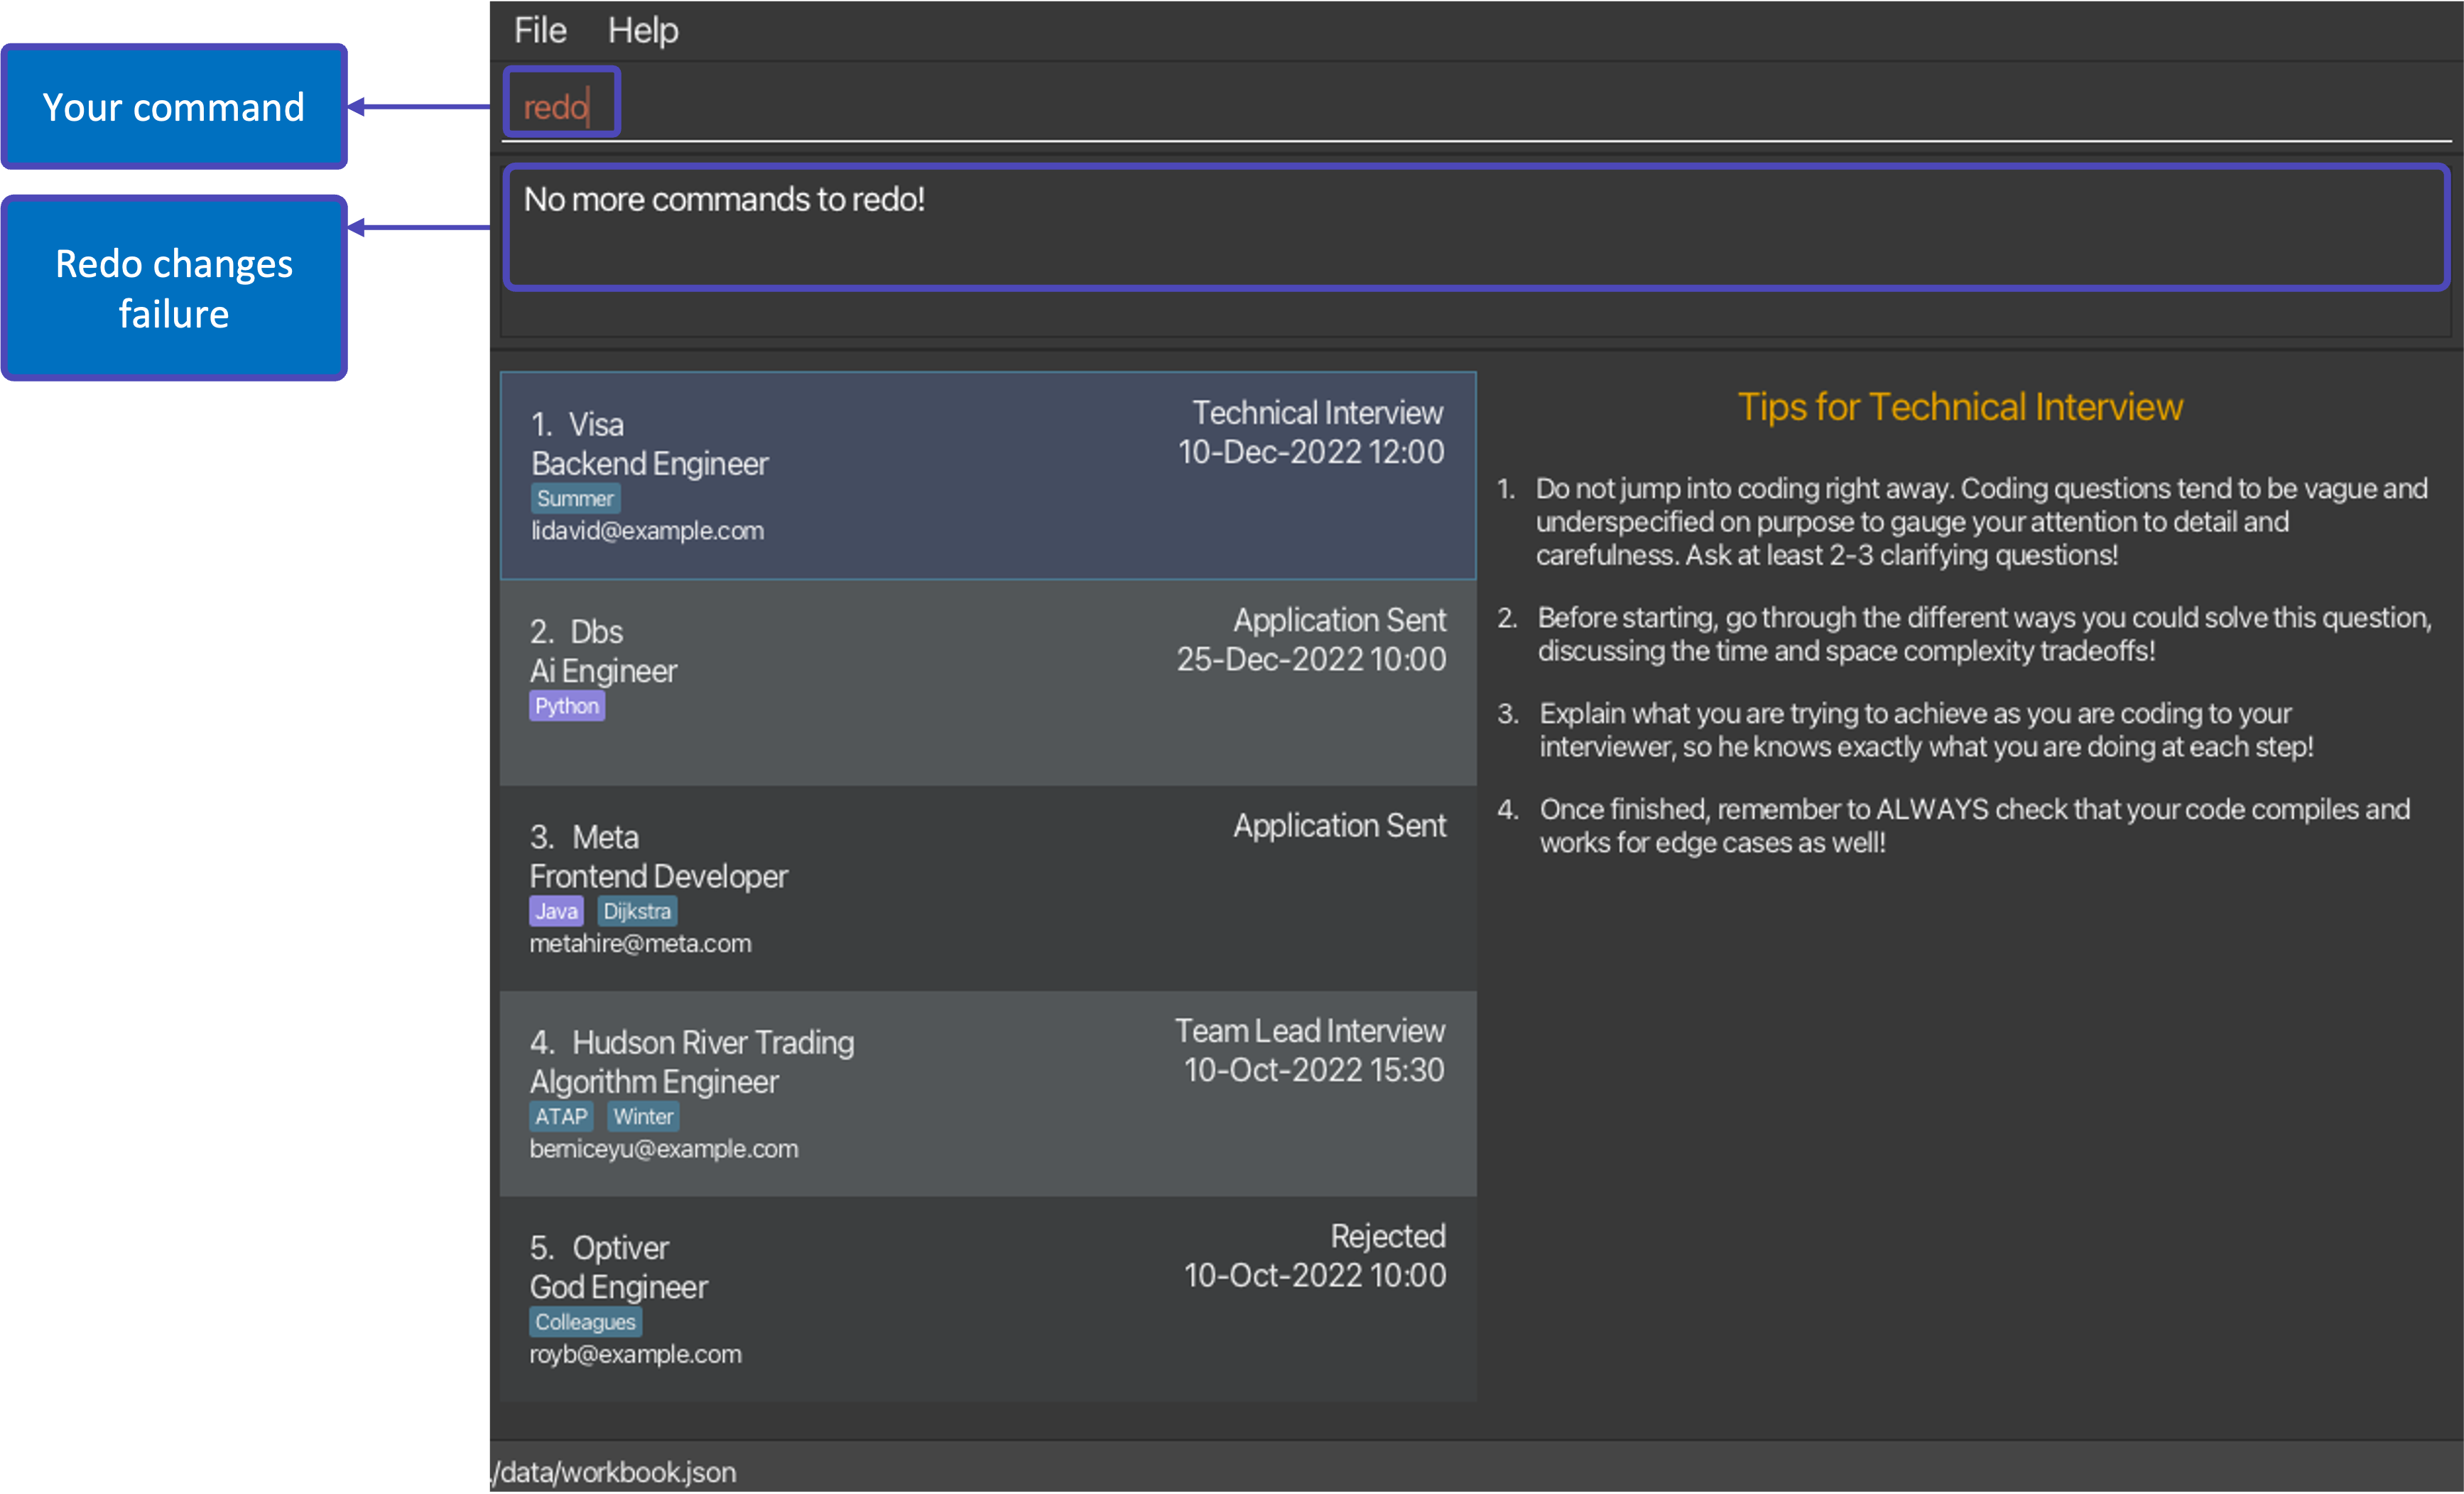 File Help
Your command
redo
No more commands to redo!
Redo changes
failure
1. Visa
Backend Engineer
Summer
lidavid@example.com
Technical Interview
10-Dec-2022 12:00
2. Dbs
Ai Engineer
Python
Application Sent
25-Dec-2022 10:00
3. Meta
Frontend Developer
Java Dijkstra
metahire@meta.com
Application Sent
4. Hudson River Trading
Algorithm Engineer
ATAP Winter
berniceyu@example.com
Team Lead Interview
10-Oct-2022 15:30
5. Optiver
God Engineer
Colleagues
royb@example.com
Rejected
10-Oct-2022 10:00
Tips for Technical Interview
1. Do not jump into coding right away. Coding questions tend to be vague and
underspecified on purpose to gauge your attention to detail and
carefulness. Ask at least 2-3 clarifying questions!
2. Before starting, go through the different ways you could solve this question,
discussing the time and space complexity tradeoffs!
3. Explain what you are trying to achieve as you are coding to your
interviewer, so he knows exactly what you are doing at each step!
4. Once finished, remember to ALWAYS check that your code compiles and
works for edge cases as well!
./data/workbook.json